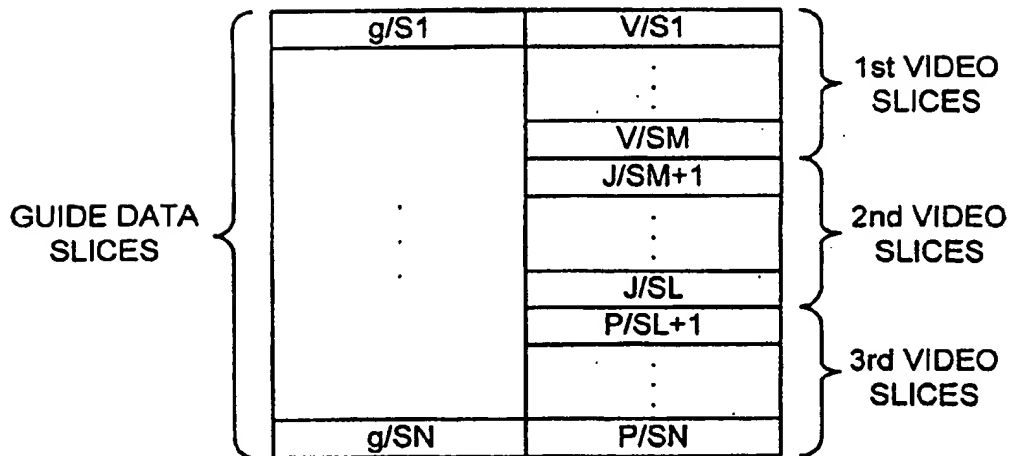 g/S1 V/S1
1st VIDEO
SLICES
V/SM
J/SM+1
GUIDE DATA
SLICES
2nd VIDEO
SLICES
J/SL
P/SL+1
3rd VIDEO
SLICES
g/SN P/SN